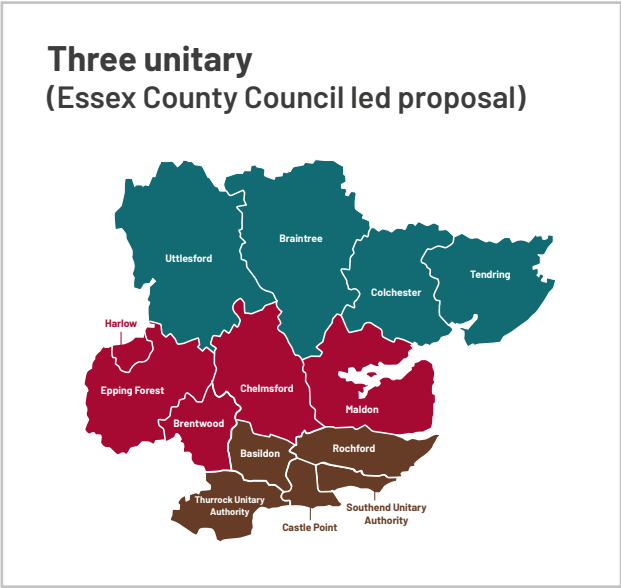 Three unitary
(Essex County Council led proposal)
Uttlesford
Braintree
Colchester
Tendring
Harlow
Epping Forest
Chelmsford
Maldon
Brentwood
Basildon
Rochford
Thurrock Unitary
Authority
Castle Point
Southend Unitary
Authority